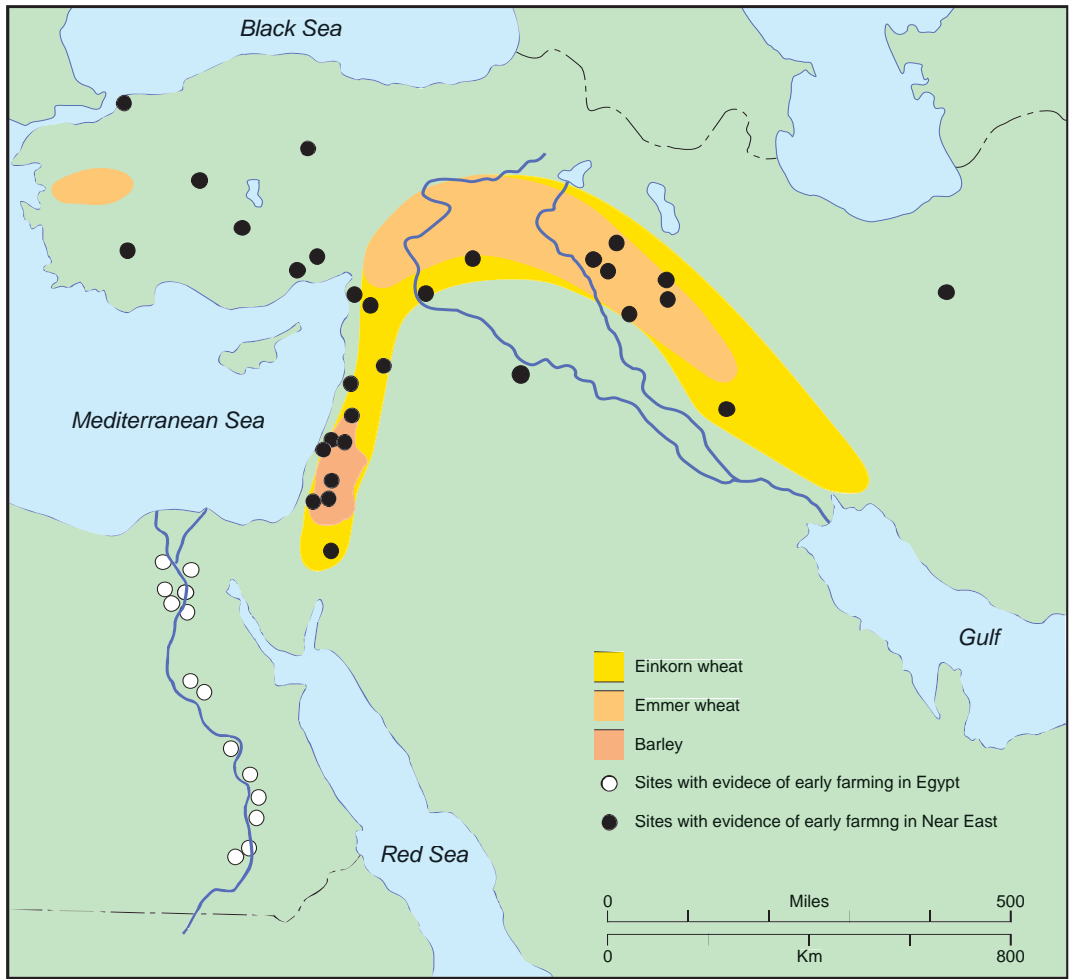 Black Sea
Mediterranean Sea
Gulf
Einkorn wheat
Emmer wheat
Barley
Sites with evidece of early farming in Egypt
Sites with evidence of early farmng in Near East
Red Sea
0 Miles 500
0 Km 800